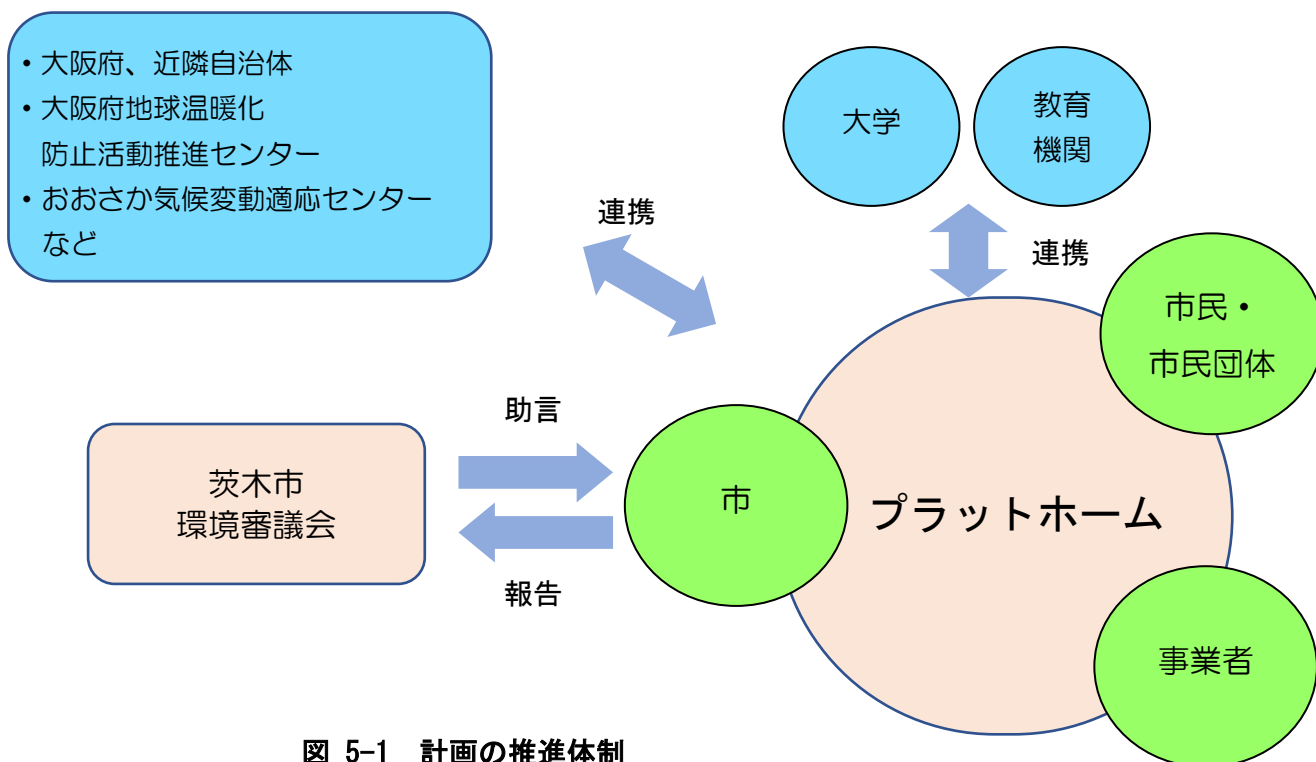 ・大阪府、近隣自治体
・大阪府地球温暖化
防止活動推進センター
・おおさか気候変動適応センター
など
大学
教育
機関
連携
連携
市民・
市民団体
助言
茨木市
環境審議会
市
プラットホーム
報告
事業者
図 5-1 計画の推進体制